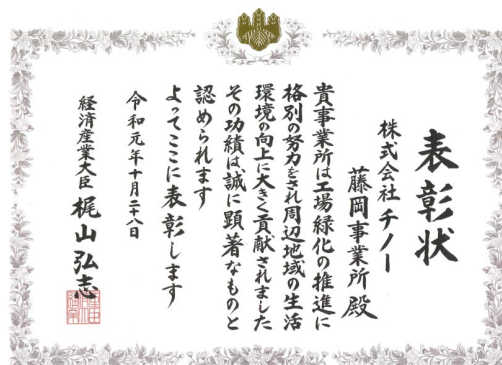 表彰状
株式会社チノー
藤岡事業所殿
貴事業所は工場緑化の推進に
格別の努力をされ周辺地域の生活
環境の向上に大きく貢献されました
その功績は誠に顕著なものと
認められます
よってここに表彰します
令和元年十月二十八日
経済産業大臣 梶山弘志